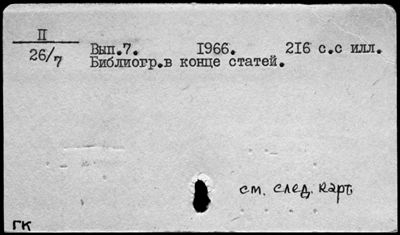 II
26/7 Вып.7. 1966. 216 с.с илл.
Библиогр.в конце статей.
см. след. карт
ГК